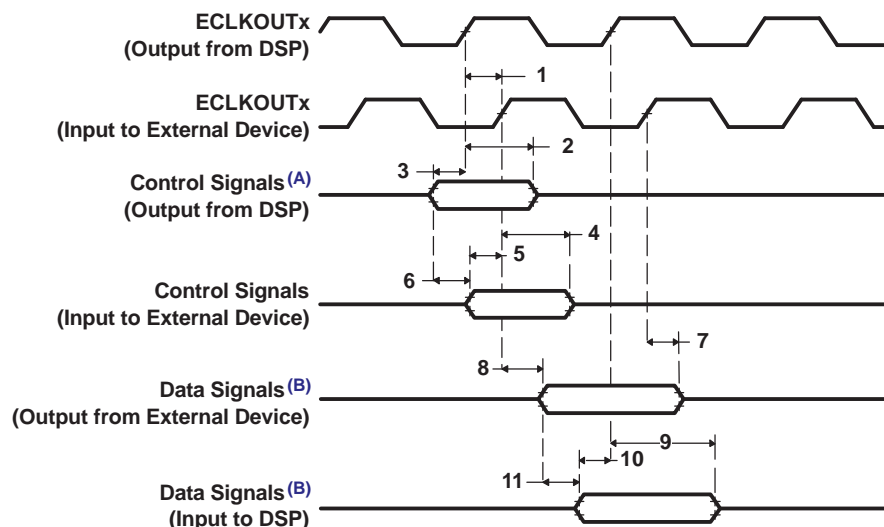 ECLKOUTx
(Output from DSP)
1
ECLKOUTx
(Input to External Device)
2
3
Control Signals (A)
(Output from DSP)
4
5
6
Control Signals
(Input to External Device)
7
8
Data Signals (B)
(Output from External Device)
9
10
11
Data Signals (B)
(Input to DSP)